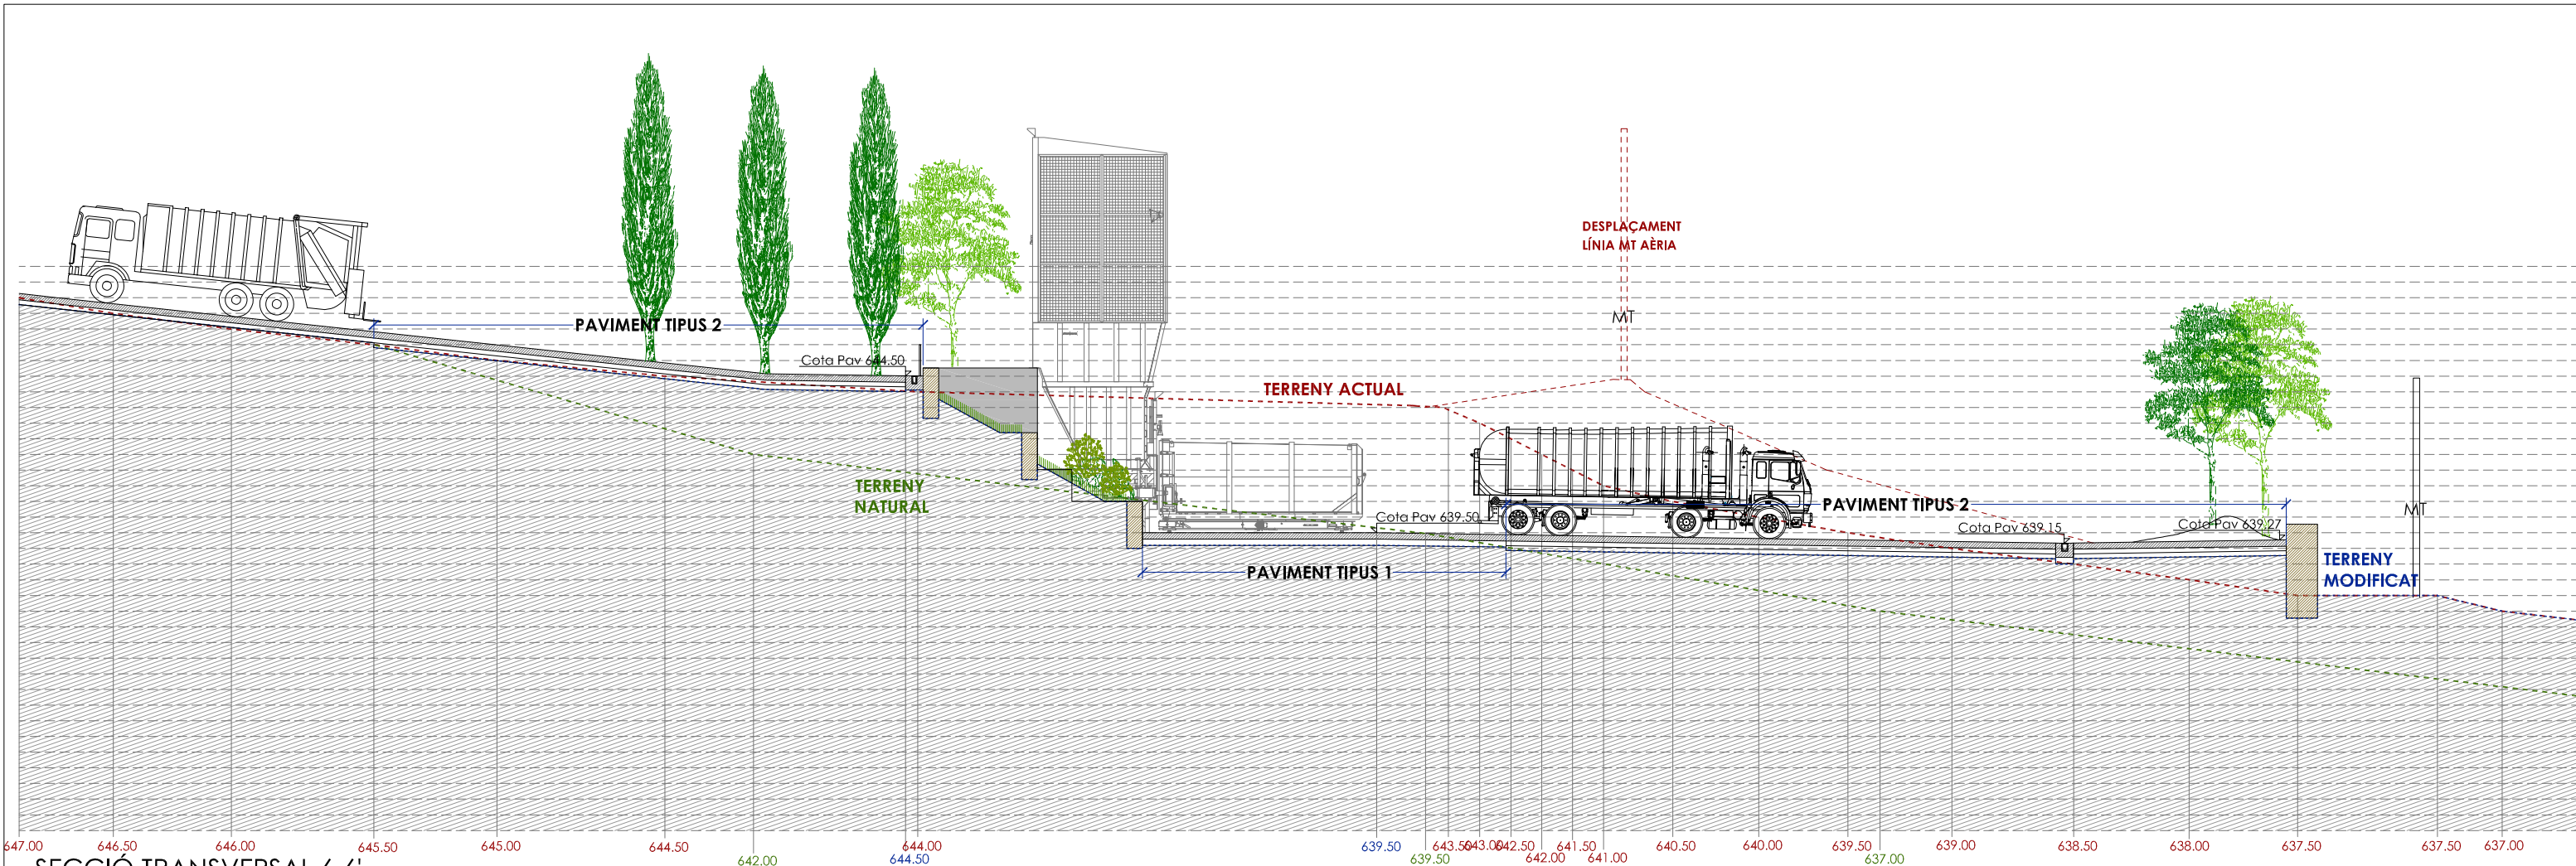 DESPLAÇAMENT
LÍNIA MT AÈRIA
MT
PAVIMENT TIPUS 2
Cota Pav 644.50
TERRENY ACTUAL
TERRENY
NATURAL
PAVIMENT TIPUS 2
Cota Pav 639.50
Cota Pav 639.15
Cota Pav 639.27
MT
PAVIMENT TIPUS 1
TERRENY
MODIFICAT
647.00 646.50 646.00 645.50 645.00 644.50 644.00 639.50 643.50 643.00 642.50 641.50 640.50 640.00 639.50 639.00 638.50 638.00 637.50 637.50 637.00
642.00 644.50 639.50 642.00 641.00 637.00